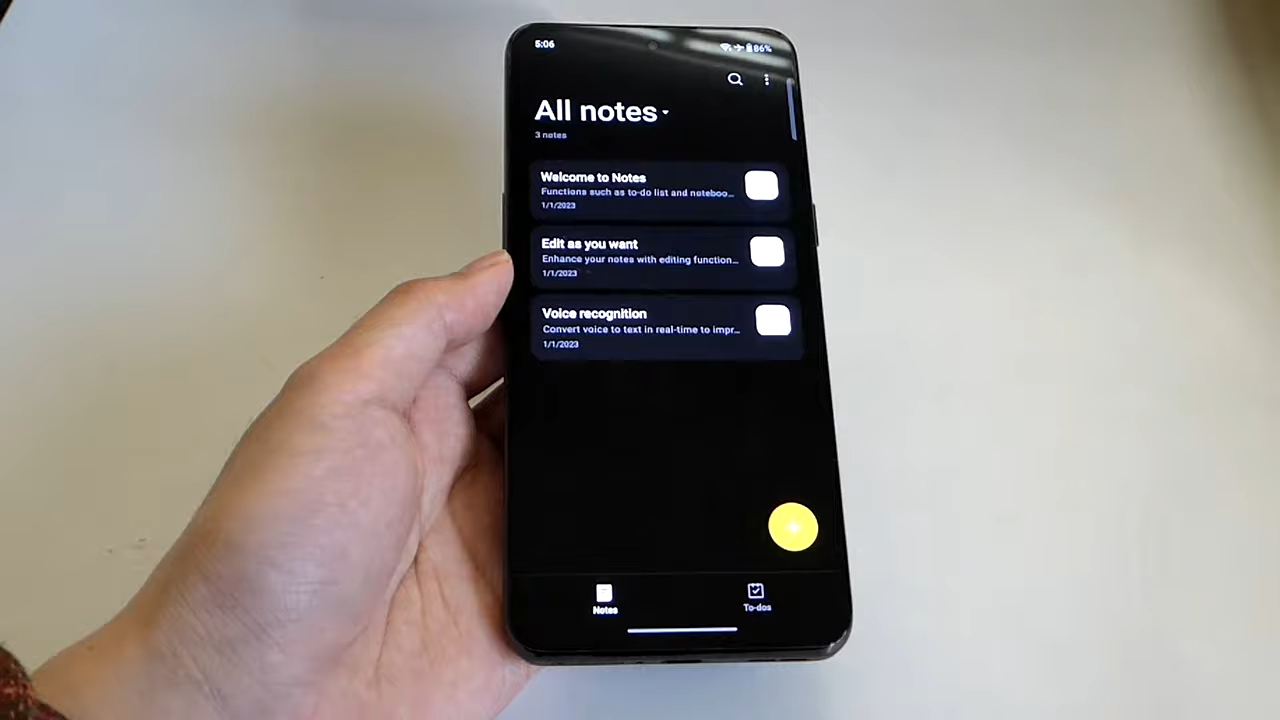 5:06
86%
All notes
3 notes
Welcome to Notes
Functions such as to-do list and noteboo...
1/1/2023
Edit as you want
Enhance your notes with editing function...
1/1/2023
Voice recognition
Convert voice to text in real-time to impr...
1/1/2023
Notes
To-dos